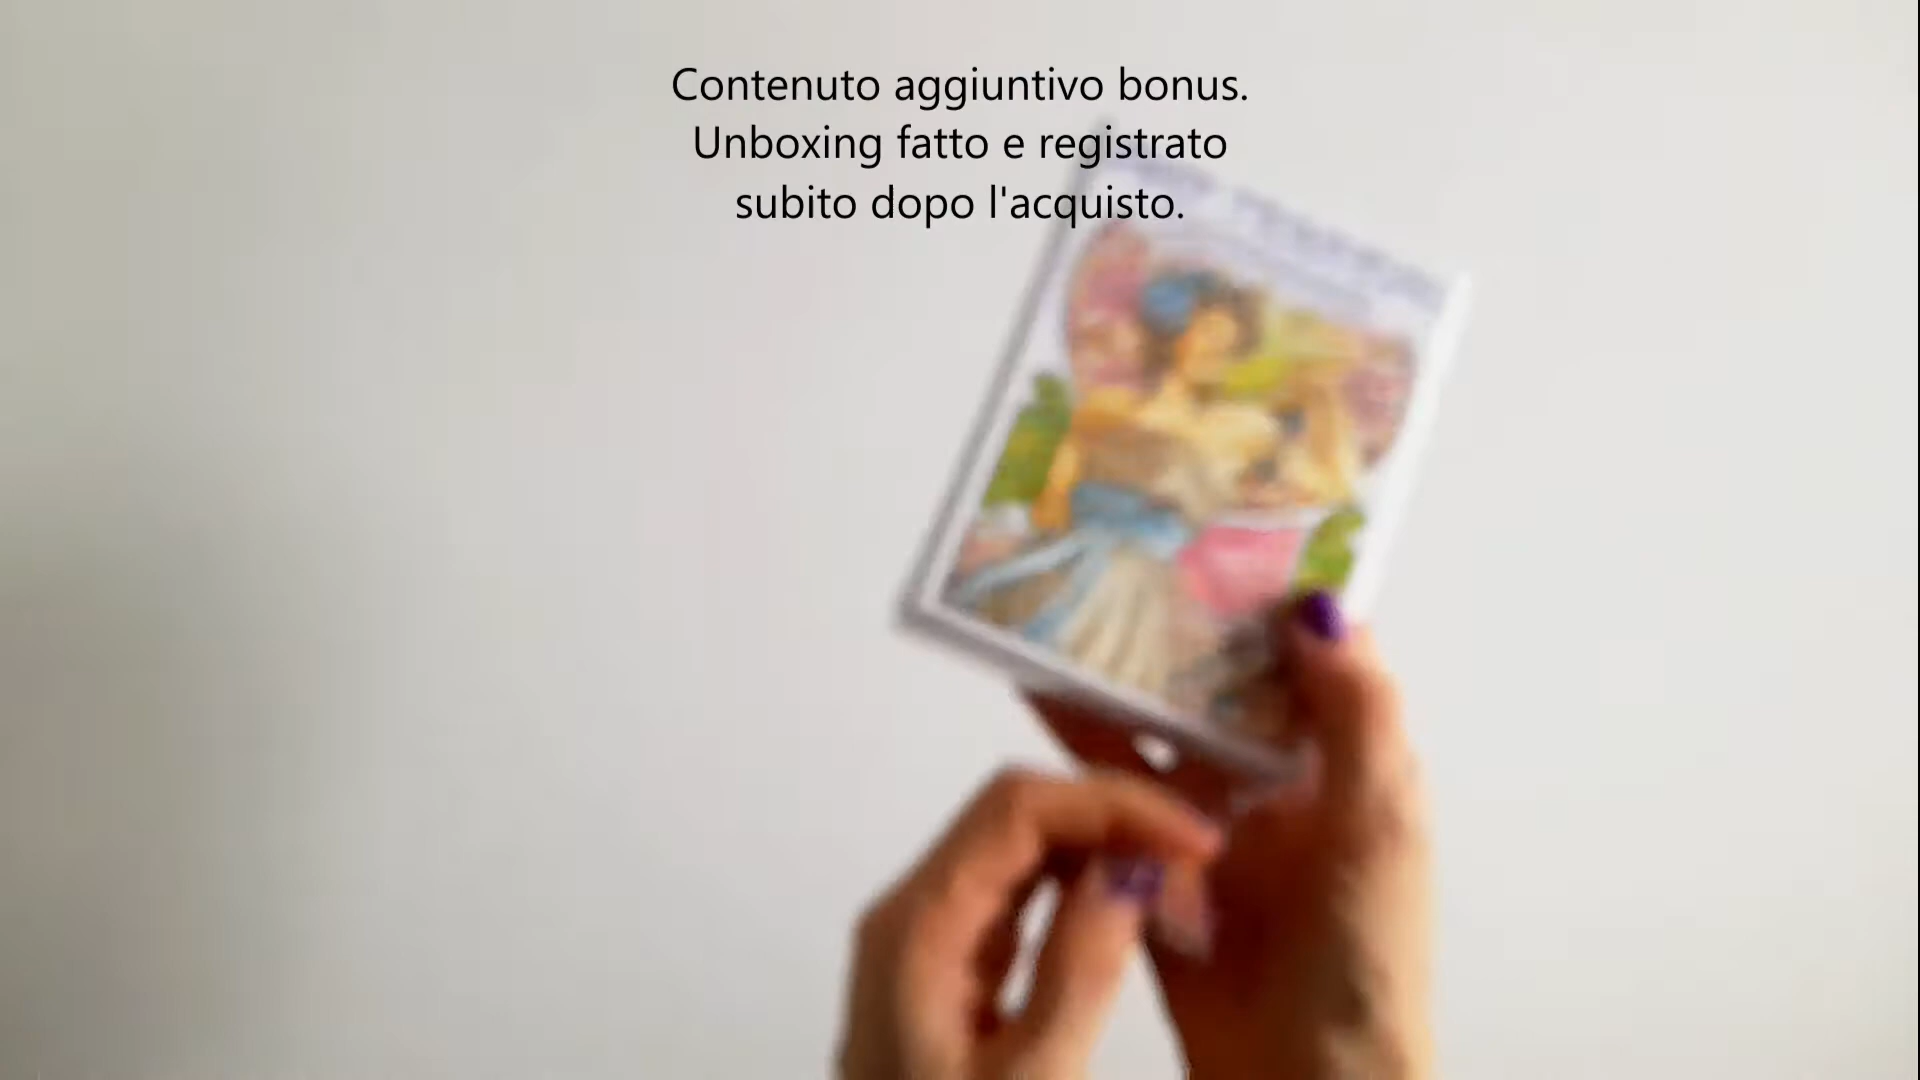 Contenuto aggiuntivo bonus.
Unboxing fatto e registrato
subito dopo l'acquisto.